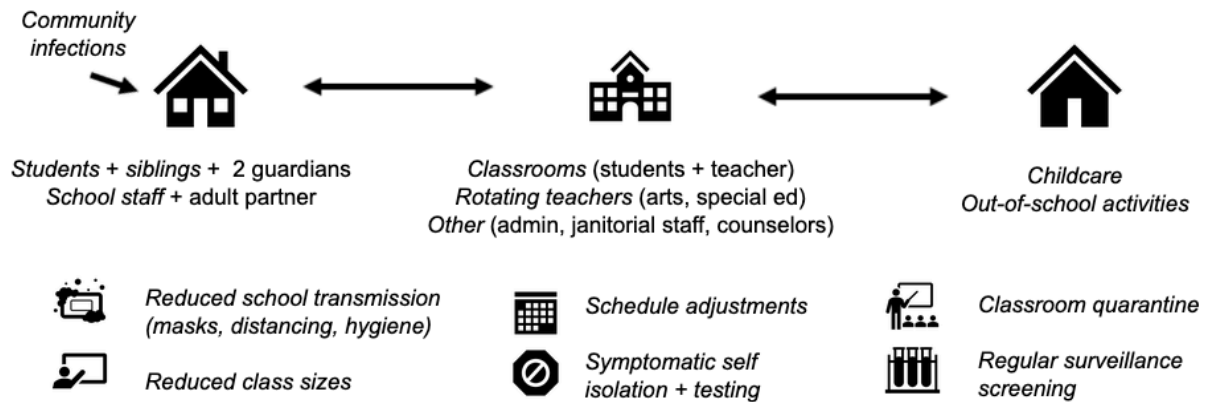 Community
infections
Students + siblings + 2 guardians
School staff + adult partner
Classrooms (students + teacher)
Rotating teachers (arts, special ed)
Other (admin, janitorial staff, counselors)
Childcare
Out-of-school activities
Reduced school transmission
(masks, distancing, hygiene)
Schedule adjustments
Classroom quarantine
Reduced class sizes
Symptomatic self
isolation + testing
Regular surveillance
screening